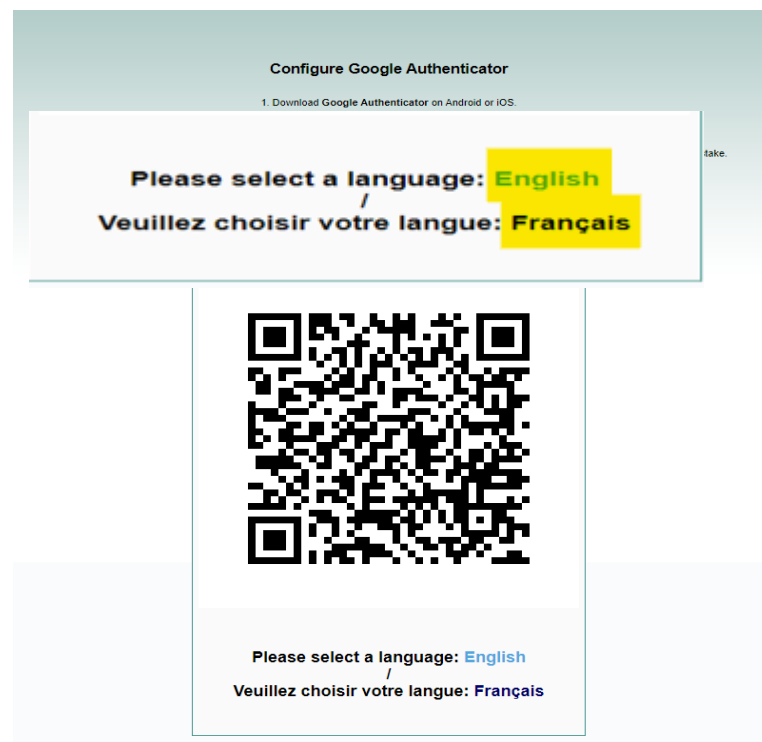 Configure Google Authenticator
1. Download Google Authenticator on Android or iOS.
take.
Please select a language: English
/
Veuillez choisir votre langue: Français
Please select a language: English
/
Veuillez choisir votre langue: Français